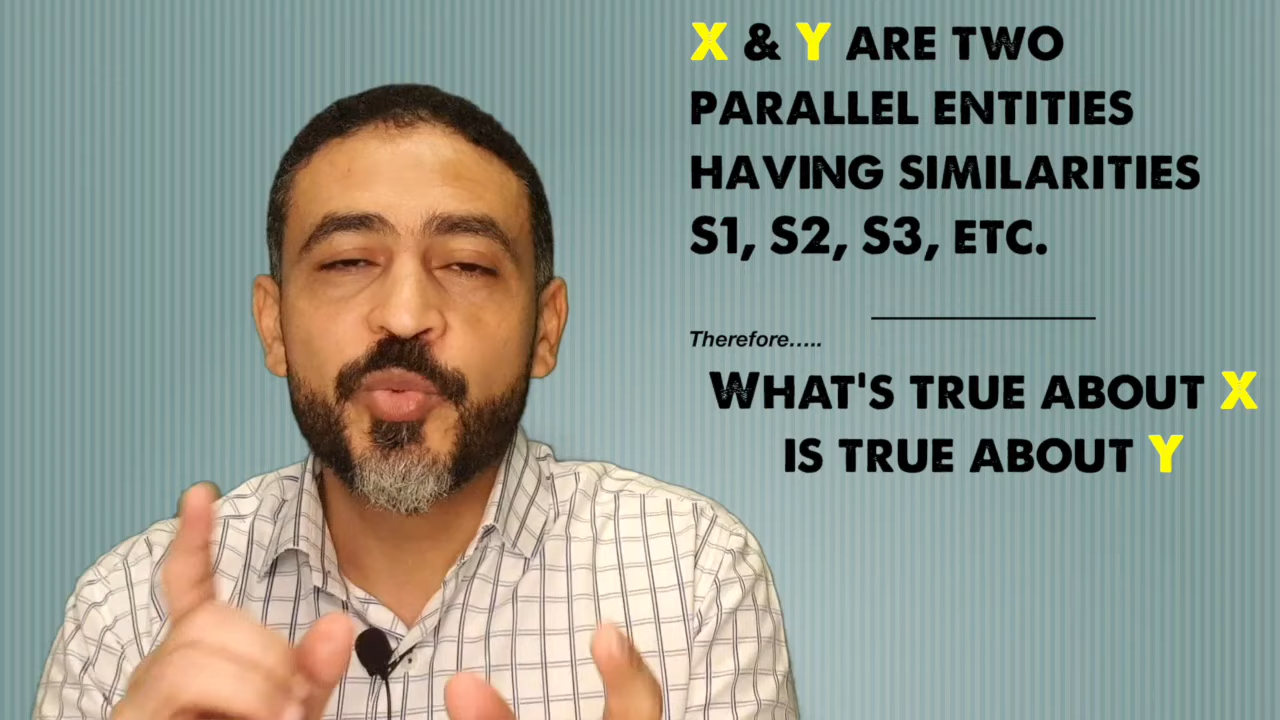 X & Y ARE TWO
PARALLEL ENTITIES
HAVING SIMILARITIES
S1, S2, S3, ETC.
Therefore.....
WHAT'S TRUE ABOUT X
IS TRUE ABOUT Y